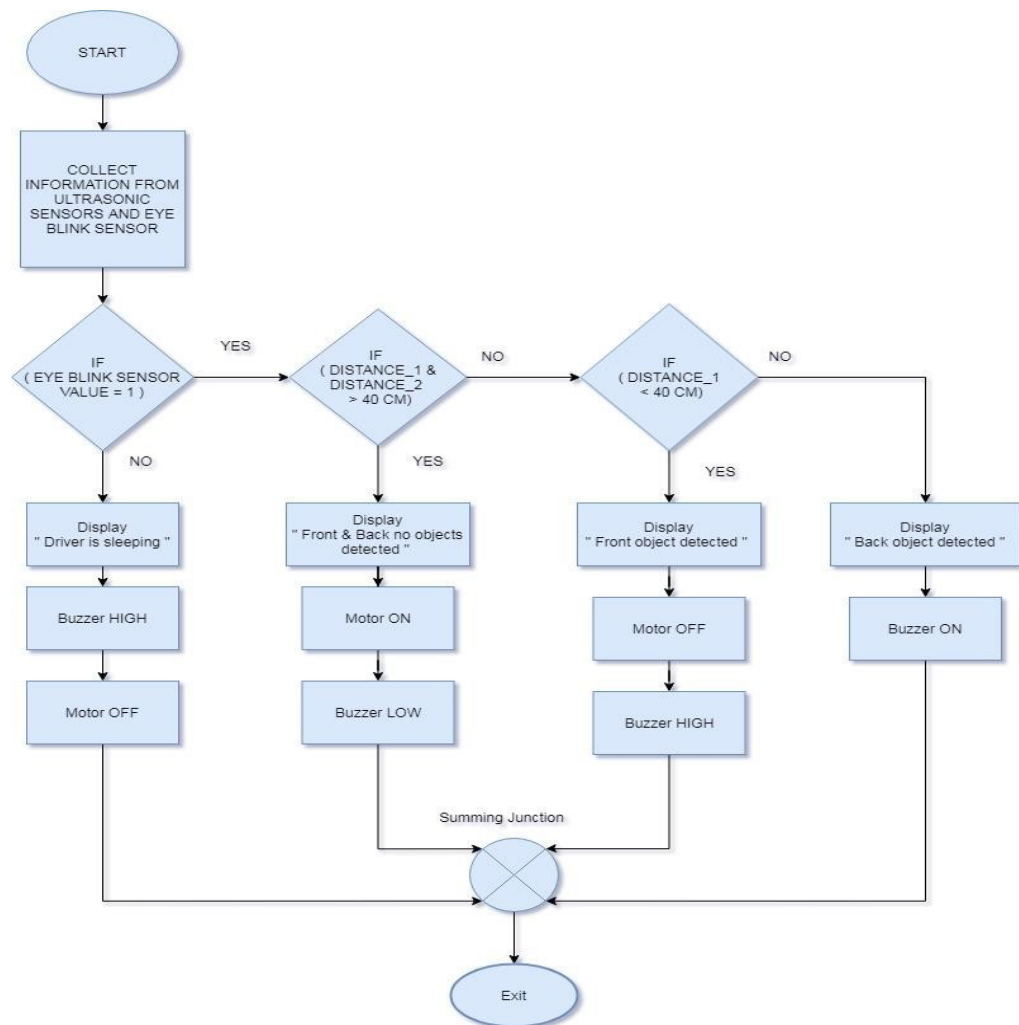 START
COLLECT
INFORMATION FROM
ULTRASONIC
SENSORS AND EYE
BLINK SENSOR
IF
( EYE BLINK SENSOR
VALUE = 1 )
YES
NO
IF
( DISTANCE_1 &
DISTANCE_2
> 40 CM)
NO
YES
IF
( DISTANCE_1
< 40 CM)
NO
YES
Display
" Driver is sleeping "
Buzzer HIGH
Motor OFF
Display
" Front & Back no objects
detected "
Motor ON
Buzzer LOW
Display
" Front object detected "
Motor OFF
Buzzer HIGH
Display
" Back object detected "
Buzzer ON
Summing Junction
Exit